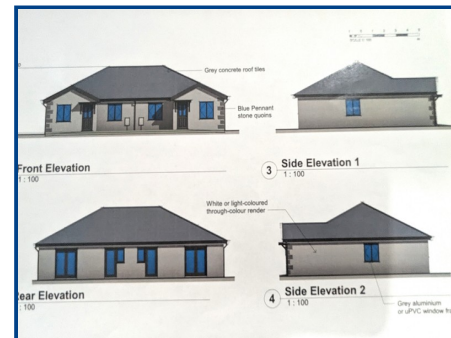 Grey concrete roof tiles
Blue Pennant
stone quoins
Front Elevation
1 : 100
3
Side Elevation 1
1 : 100
White or light-coloured
through-colour render
Rear Elevation
: 100
4
Side Elevation 2
1 : 100
Grey aluminium
or uPVC window